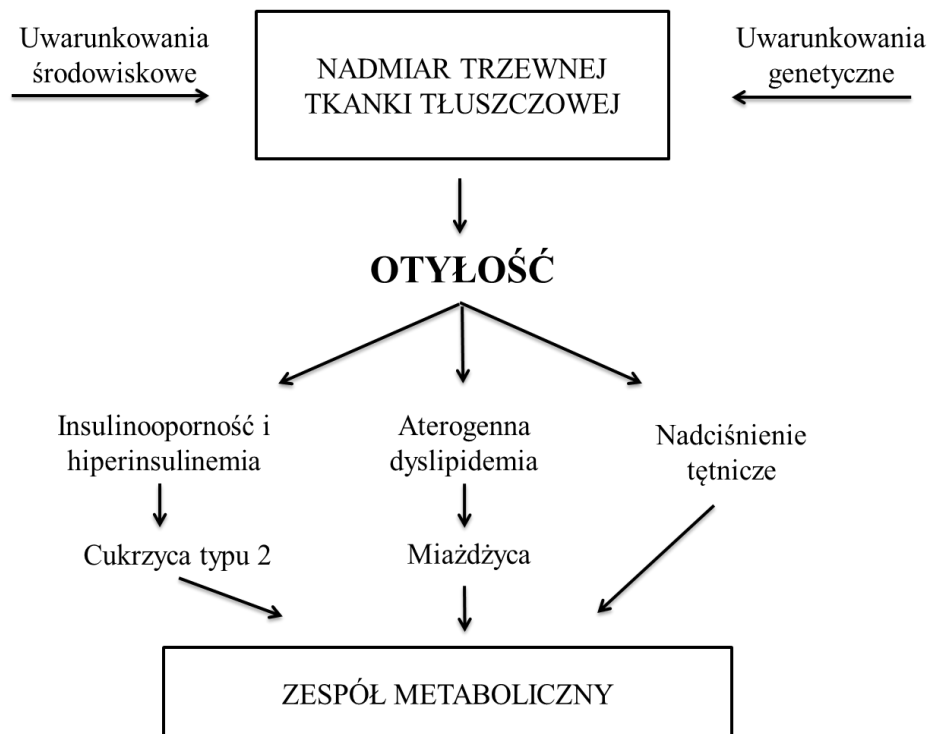 Uwarunkowania
środowiskowe
NADMIAR TRZEWNEJ
TKANKI TŁUSZCZOWEJ
Uwarunkowania
genetyczne
OTYŁOŚĆ
Insulinooporność i
hiperinsulinemia
Aterogenna
dyslipidemia
Nadciśnienie
tętnicze
Cukrzyca typu 2
Miażdżyca
ZESPÓŁ METABOLICZNY